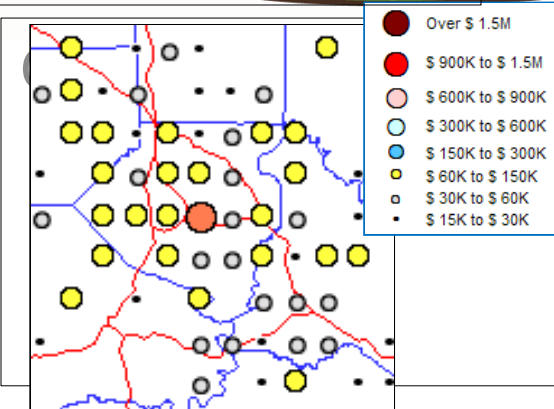 Over $ 1.5M
$ 900K to $ 1.5M
$ 600K to $ 900K
$ 300K to $ 600K
$ 150K to $ 300K
$ 60K to $ 150K
$ 30K to $ 60K
$ 15K to $ 30K